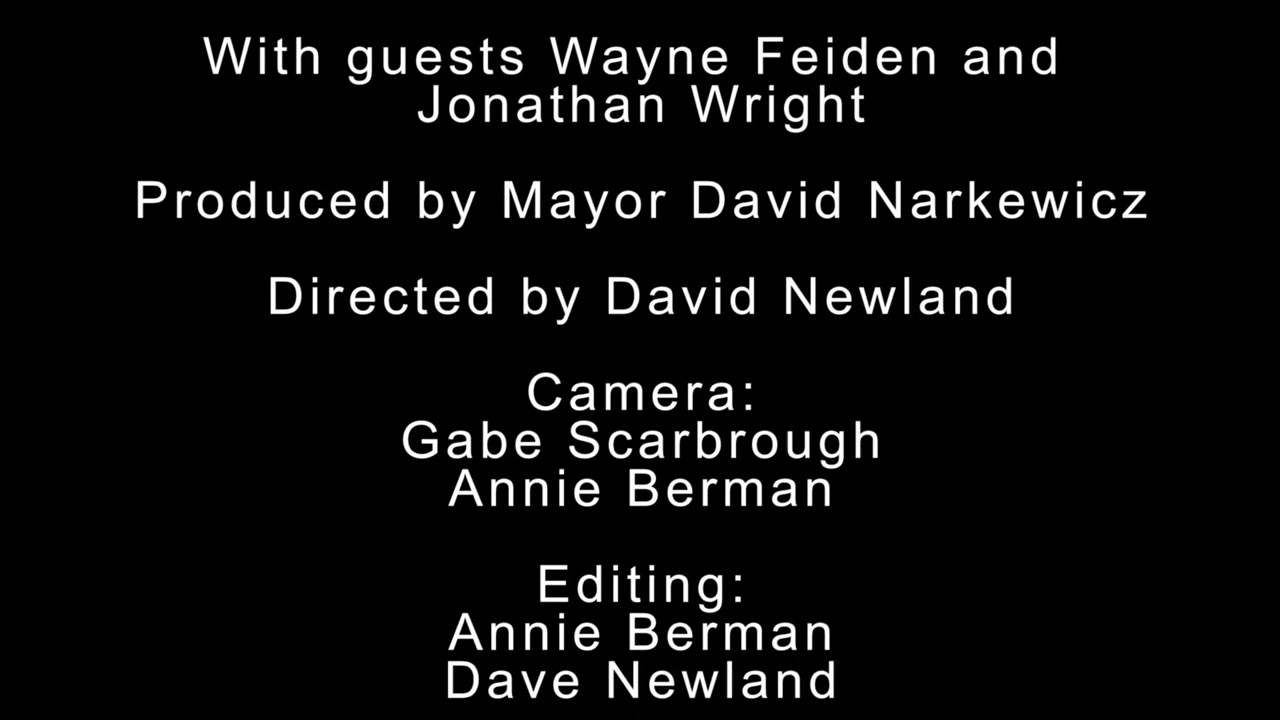 With guests Wayne Feiden and
Jonathan Wright
Produced by Mayor David Narkewicz
Directed by David Newland
Camera:
Gabe Scarbrough
Annie Berman
Editing:
Annie Berman
Dave Newland